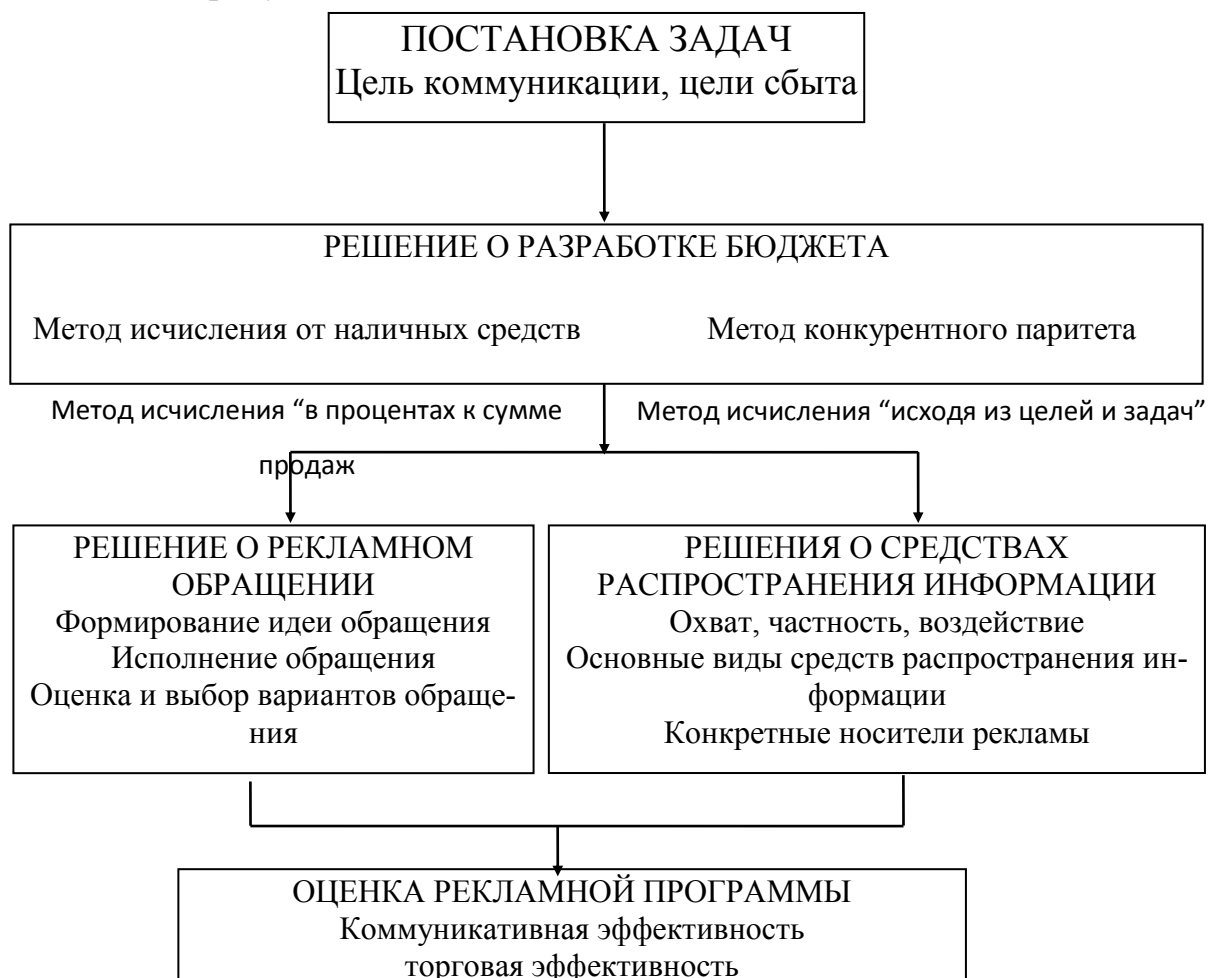 ПОСТАНОВКА ЗАДАЧ
Цель коммуникации, цели сбыта
РЕШЕНИЕ О РАЗРАБОТКЕ БЮДЖЕТА
Метод исчисления от наличных средств
Метод конкурентного паритета
Метод исчисления “в процентах к сумме
продаж
Метод исчисления “исходя из целей и задач”
РЕШЕНИЕ О РЕКЛАМНОМ
ОБРАЩЕНИИ
Формирование идеи обращения
Исполнение обращения
Оценка и выбор вариантов обраще-
ния
РЕШЕНИЯ О СРЕДСТВАХ
РАСПРОСТРАНЕНИЯ ИНФОРМАЦИИ
Охват, частность, воздействие
Основные виды средств распространения ин-
формации
Конкретные носители рекламы
ОЦЕНКА РЕКЛАМНОЙ ПРОГРАММЫ
Коммуникативная эффективность
торговая эффективность